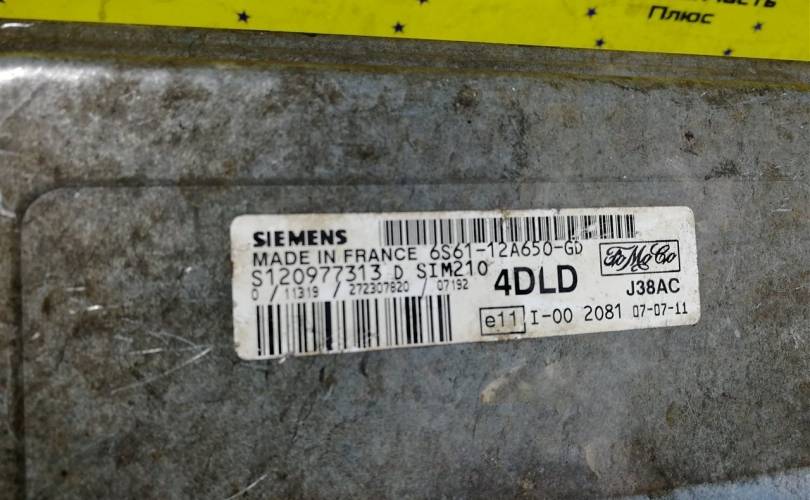 Плюс
SIEMENS
MADE IN FRANCE 6S61-12A650-GD
S120977313 D SIM210
0 / 11319 / 272307820 / 07192
4DLD
FoMoCo
J38AC
e11 I-00 2081 07-07-11